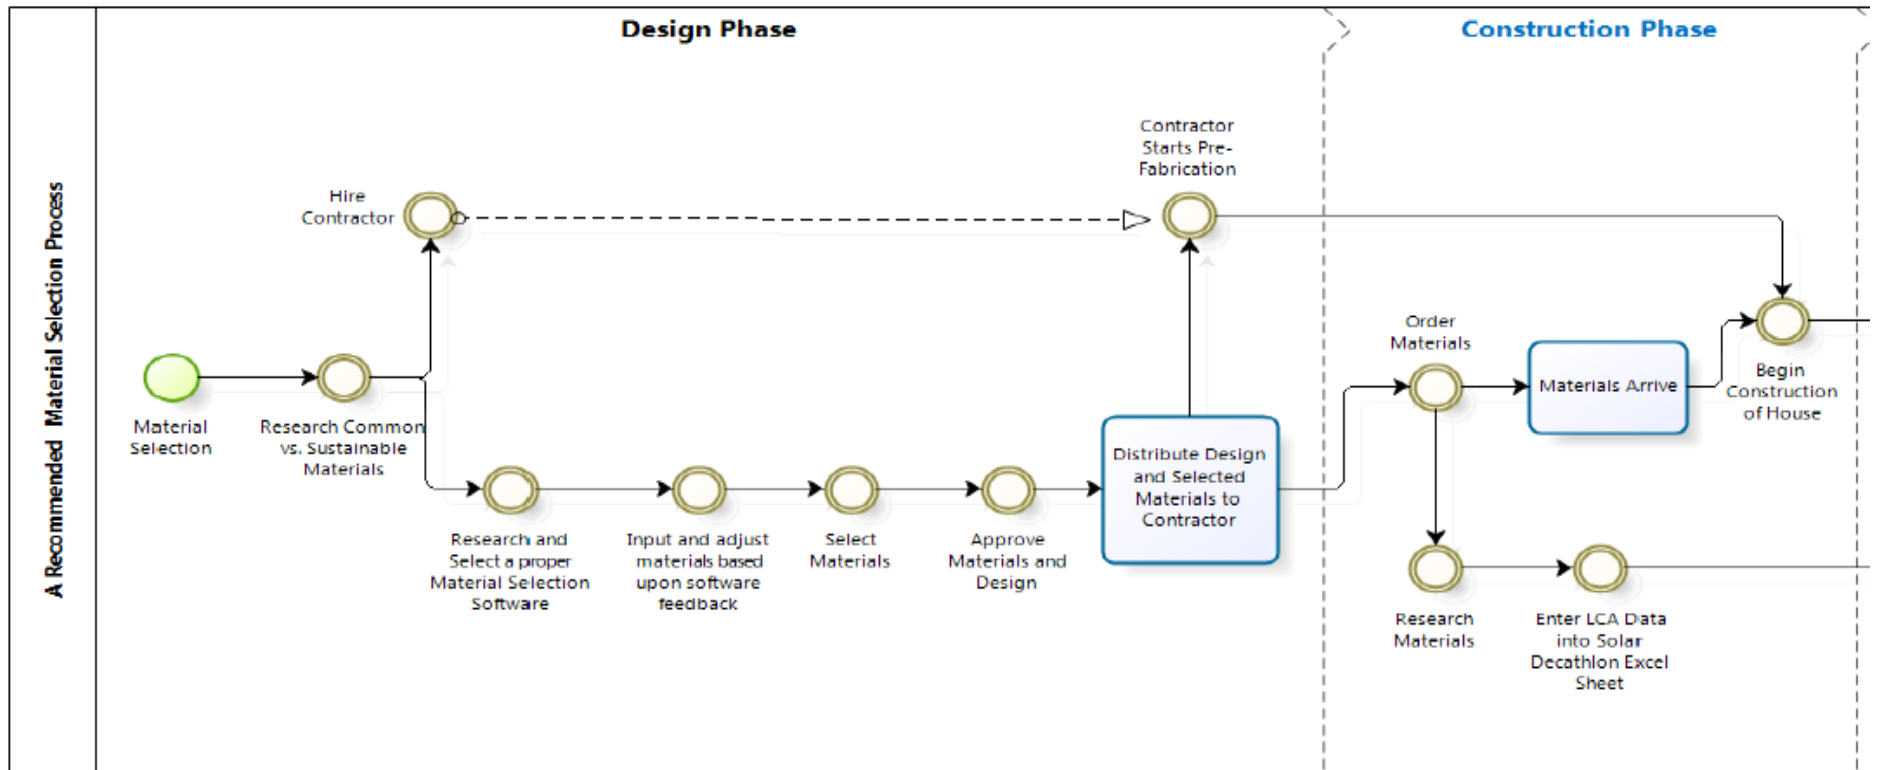 Design Phase
Construction Phase
A Recommended Material Selection Process
Contractor
Starts Pre-
Fabrication
Hire
Contractor
Order
Materials
Materials Arrive
Begin
Construction
of House
Material
Selection
Research Common
vs. Sustainable
Materials
Distribute Design
and Selected
Materials to
Contractor
Research and
Select a proper
Material Selection
Software
Input and adjust
materials based
upon software
feedback
Select
Materials
Approve
Materials and
Design
Research
Materials
Enter LCA Data
into Solar
Decathlon Excel
Sheet